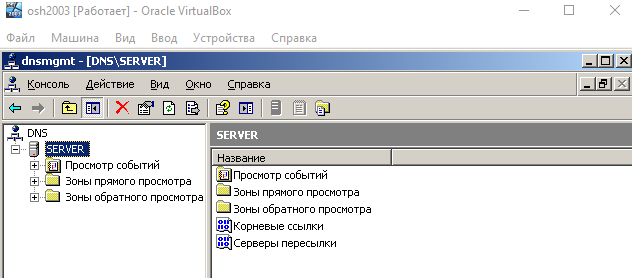 osh2003 [Работает] - Oracle VirtualBox
Файл Машина Вид Ввод Устройства Справка
dnsmgmt - [DNS\SERVER]
Консоль Действие Вид Окно Справка
DNS
SERVER
Просмотр событий
Зоны прямого просмотра
Зоны обратного просмотра
SERVER
Название
Просмотр событий
Зоны прямого просмотра
Зоны обратного просмотра
Корневые ссылки
Серверы пересылки